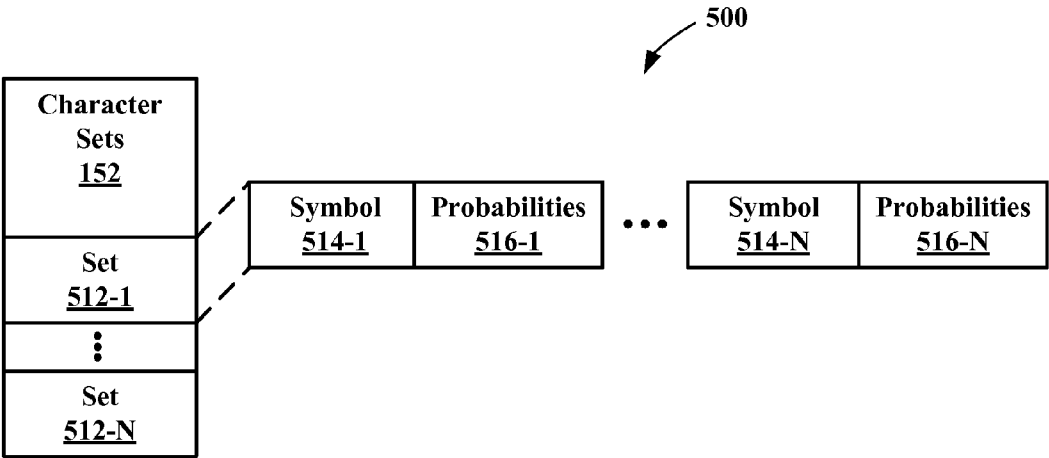 500
Character
Sets
152
Set
512-1
Set
512-N
Symbol
514-1
Probabilities
516-1
Symbol
514-N
Probabilities
516-N